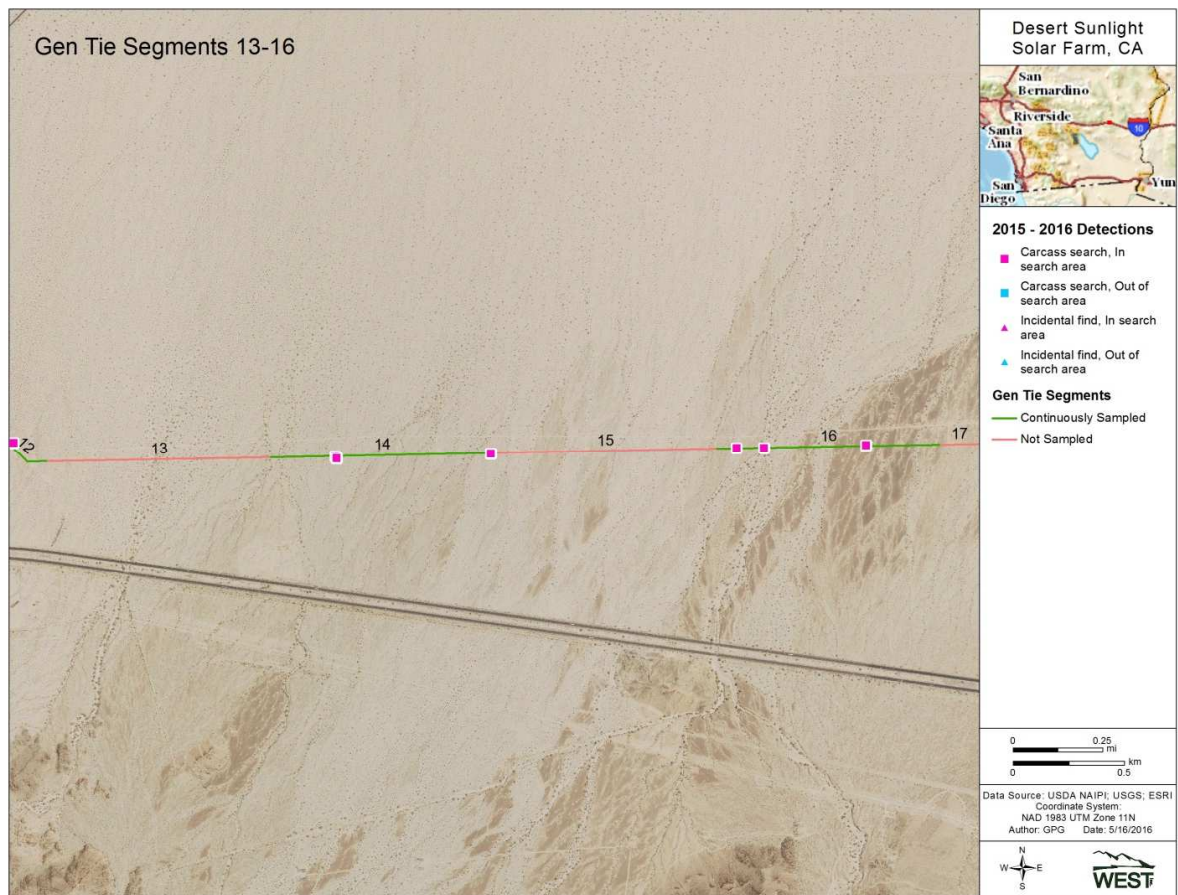 Gen Tie Segments 13-16
12
13
14
15
16
17
Desert Sunlight
Solar Farm, CA
San
Bernardino
Riverside
Santa
Ana
10
San
Diego
Yun
2015 - 2016 Detections
Carcass search, In
search area
Carcass search, Out of
search area
Incidental find, In search
area
Incidental find, Out of
search area
Gen Tie Segments
Continuously Sampled
Not Sampled
0 0.25
mi
km
0 0.5
Data Source: USDA NAIPI; USGS; ESRI
Coordinate System:
NAD 1983 UTM Zone 11N
Author: GPG Date: 5/16/2016
N
W E
S
WEST